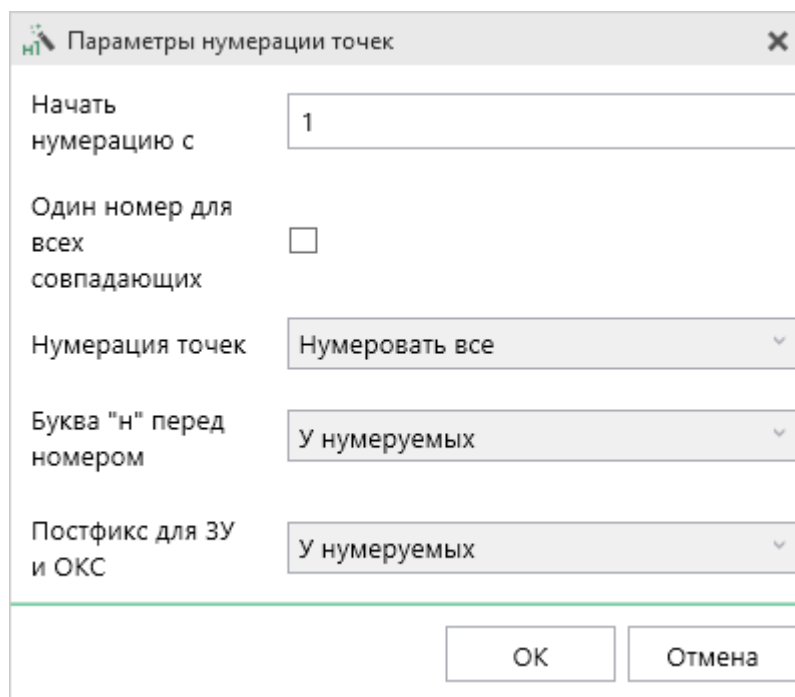 н1 Параметры нумерации точек
Начать
нумерацию с
1
Один номер для
всех
совпадающих
Нумерация точек
Нумеровать все
Буква "н" перед
номером
У нумеруемых
Постфикс для ЗУ
и ОКС
У нумеруемых
ОК Отмена